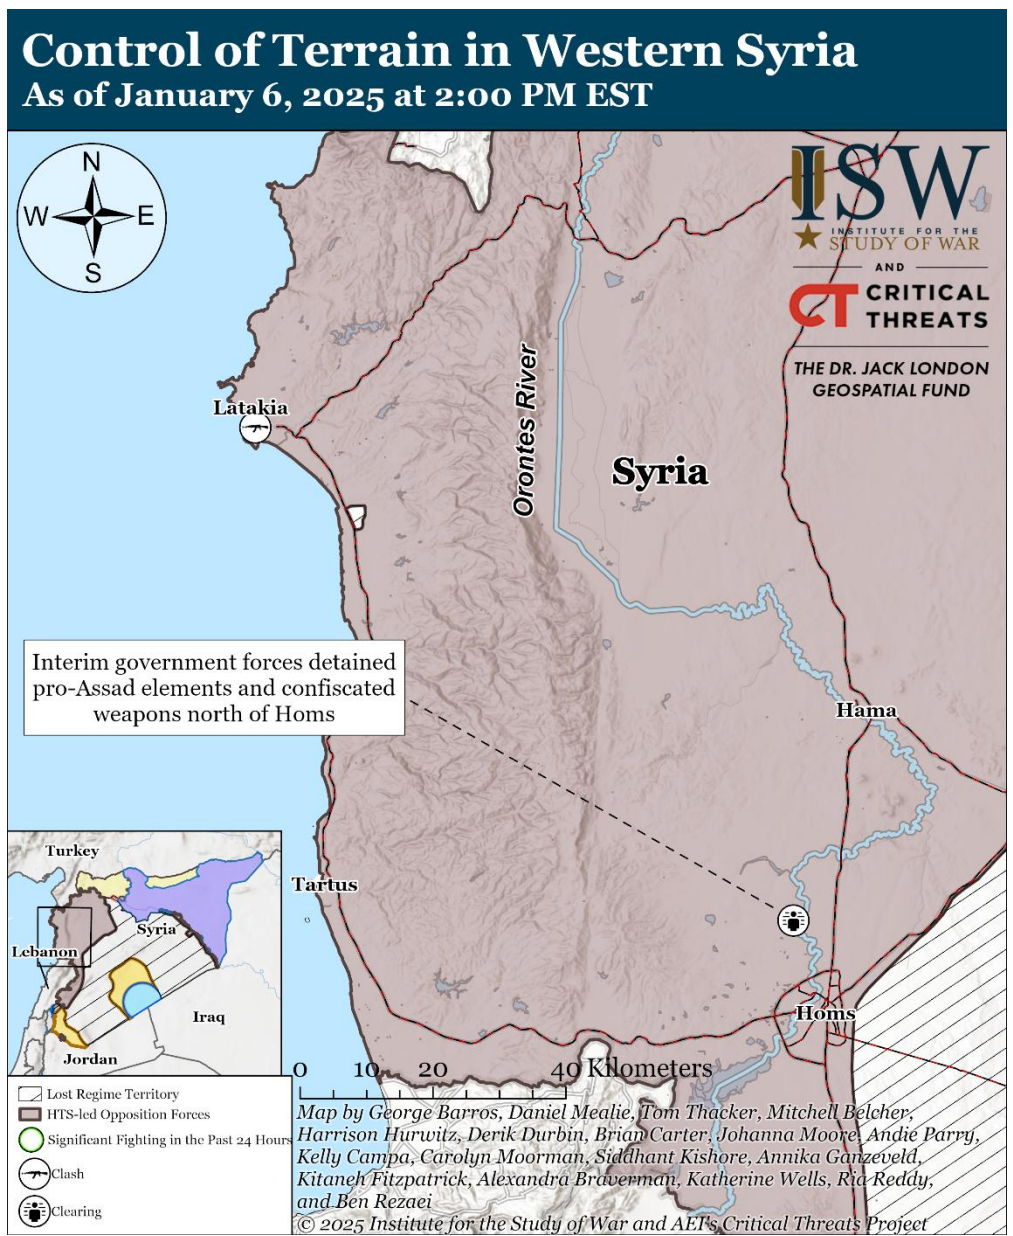 Control of Terrain in Western Syria
As of January 6, 2025 at 2:00 PM EST
N
W
E
S
ISW
INSTITUTE FOR THE
STUDY OF WAR
AND
CT CRITICAL
THREATS
THE DR. JACK LONDON
GEOSPATIAL FUND
Latakia
Orontes River
Syria
Interim government forces detained
pro-Assad elements and confiscated
weapons north of Homs
Hama
Tartus
Homs
Turkey
Syria
Lebanon
Iraq
Jordan
0 10 20 40 Kilometers
Lost Regime Territory
HTS-led Opposition Forces
Significant Fighting in the Past 24 Hours
Clash
Clearing
Map by George Barros, Daniel Mealie, Tom Thacker, Mitchell Belcher,
Harrison Hurwitz, Derik Durbin, Brian Carter, Johanna Moore, Andie Parry,
Kelly Campa, Carolyn Moorman, Siddhant Kishore, Annika Ganzeveld,
Kitaneh Fitzpatrick, Alexandra Braverman, Katherine Wells, Ria Reddy,
and Ben Rezaei
© 2025 Institute for the Study of War and AEI's Critical Threats Project